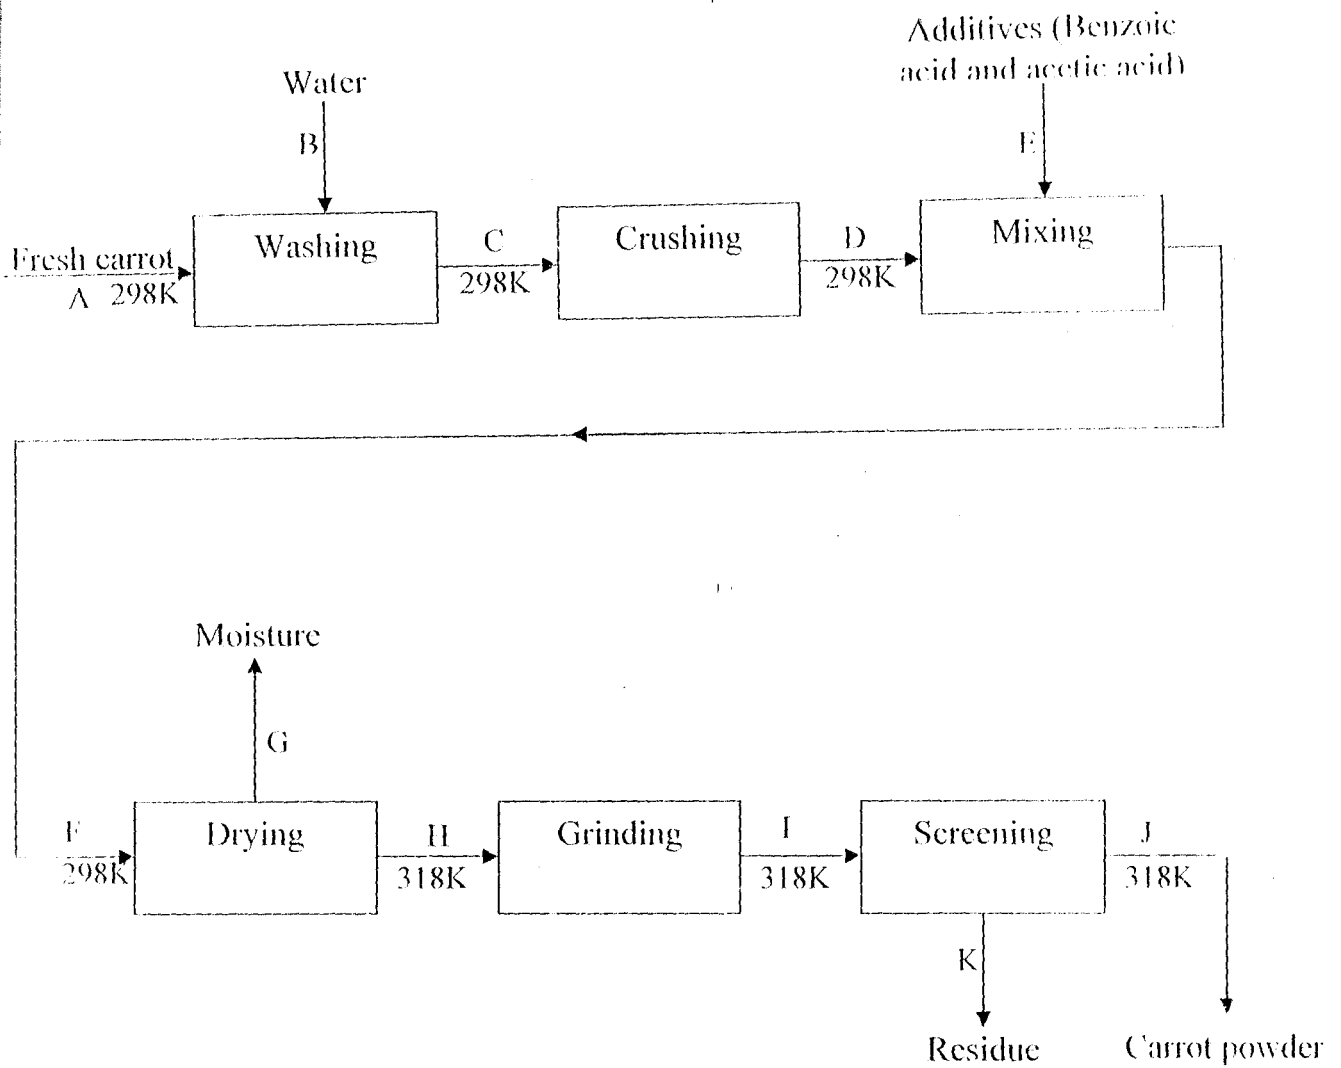 Additives (Benzoic
acid and acetic acid)
Water
B
E
Washing
C
Crushing
D
Mixing
Fresh carrot
A 298K
298K
298K
Moisture
G
F
Drying
H
Grinding
I
Screening
J
298K
318K
318K
318K
K
Residue
Carrot powder